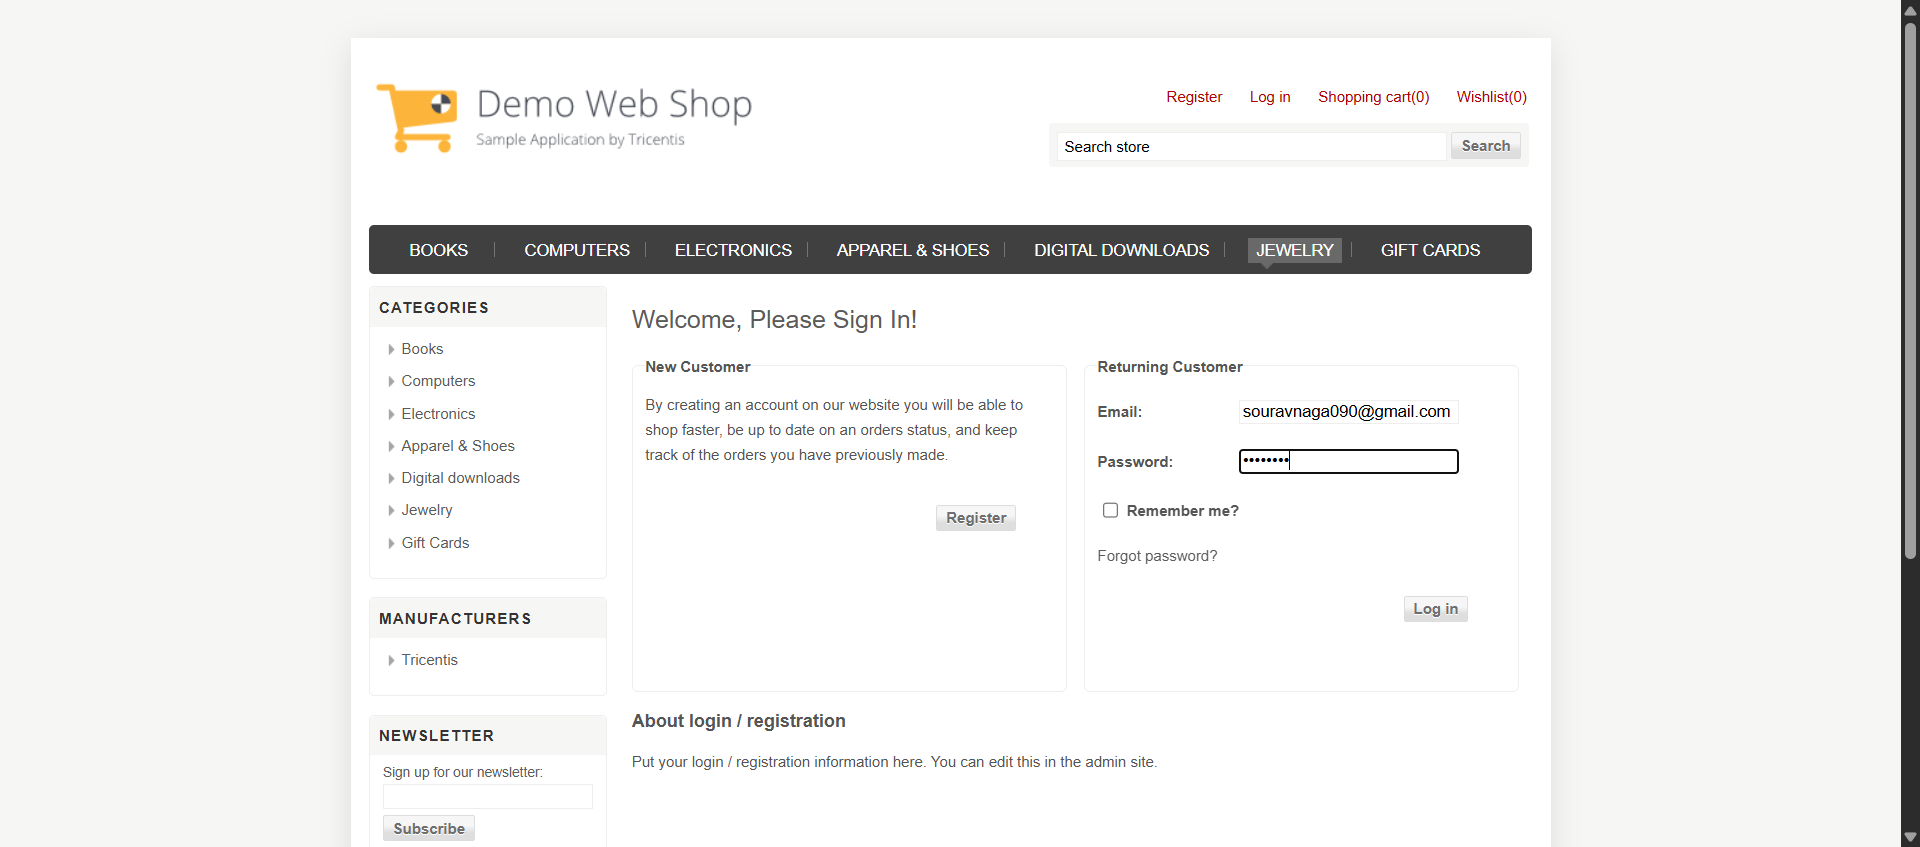 Demo Web Shop
Sample Application by Tricentis
Register Log in Shopping cart(0) Wishlist(0)
Search store Search
BOOKS COMPUTERS ELECTRONICS APPAREL & SHOES DIGITAL DOWNLOADS JEWELRY GIFT CARDS
CATEGORIES
Books
Computers
Electronics
Apparel & Shoes
Digital downloads
Jewelry
Gift Cards
MANUFACTURERS
Tricentis
NEWSLETTER
Sign up for our newsletter:
Subscribe
Welcome, Please Sign In!
New Customer
By creating an account on our website you will be able to
shop faster, be up to date on an orders status, and keep
track of the orders you have previously made.
Register
Returning Customer
Email: souravnaga090@gmail.com
Password: ••••••••
Remember me?
Forgot password?
Log in
About login / registration
Put your login / registration information here. You can edit this in the admin site.